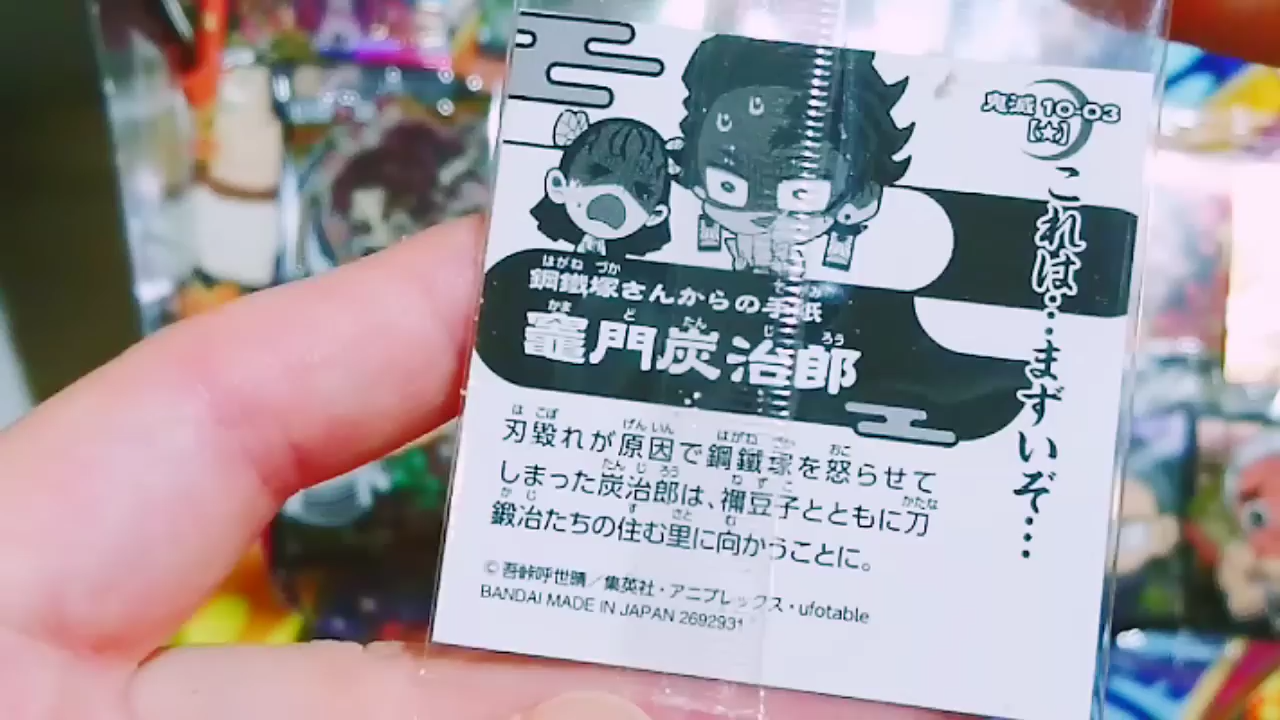 鬼滅 10-03
[★]
これは…まずいぞ…
鋼鐵塚さんからの手紙
竈門炭治郎
刃毀れが原因で鋼鐵塚を怒らせて
しまった炭治郎は、禰豆子とともに刀
鍛冶たちの住む里に向かうことに。
© 吾峠呼世晴／集英社・アニプレックス・ufotable
BANDAI MADE IN JAPAN 2692931